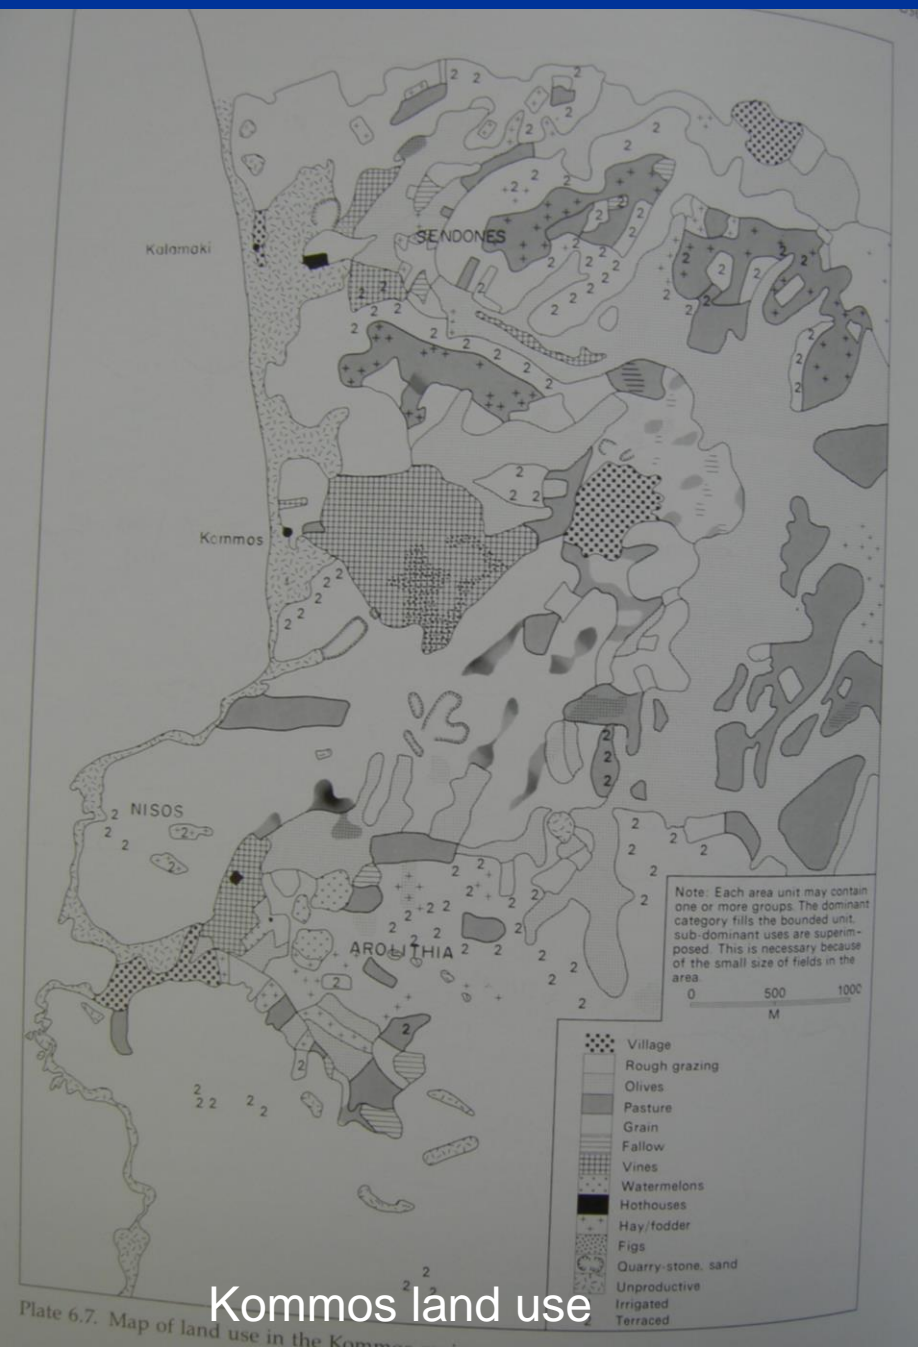 SENDONES
Kalamaki
Kommos
NISOS
AROLITHIA
Note: Each area unit may contain
one or more groups. The dominant
category fills the bounded unit,
sub-dominant uses are superim-
posed. This is necessary because
of the small size of fields in the
area.
0 500 1000
M
Village
Rough grazing
Olives
Pasture
Grain
Fallow
Vines
Watermelons
Hothouses
Hay/fodder
Figs
Quarry-stone, sand
Unproductive
Irrigated
2 Terraced
Kommos land use
Plate 6.7. Map of land use in the Kommos